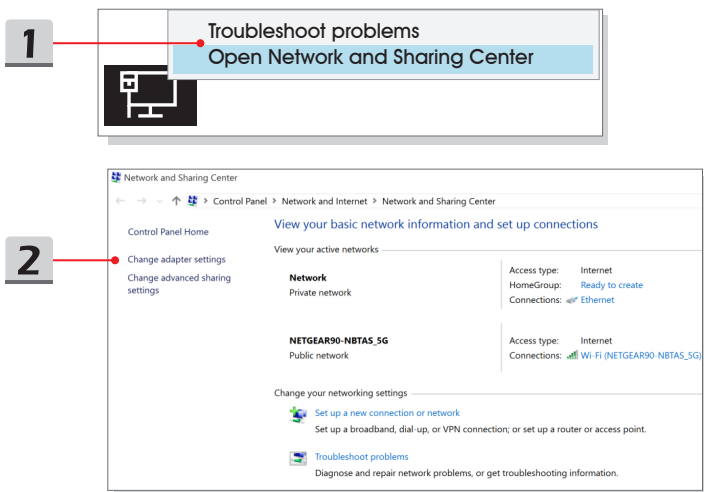 1
Troubleshoot problems
Open Network and Sharing Center
2
Network and Sharing Center
Control Panel > Network and Internet > Network and Sharing Center
Control Panel Home
Change adapter settings
Change advanced sharing
settings
View your basic network information and set up connections
View your active networks
Network
Private network
Access type: Internet
HomeGroup: Ready to create
Connections: Ethernet
NETGEAR90-NBTAS_5G
Public network
Access type: Internet
Connections: Wi-Fi (NETGEAR90-NBTAS_5G)
Change your networking settings
Set up a new connection or network
Set up a broadband, dial-up, or VPN connection; or set up a router or access point.
Troubleshoot problems
Diagnose and repair network problems, or get troubleshooting information.